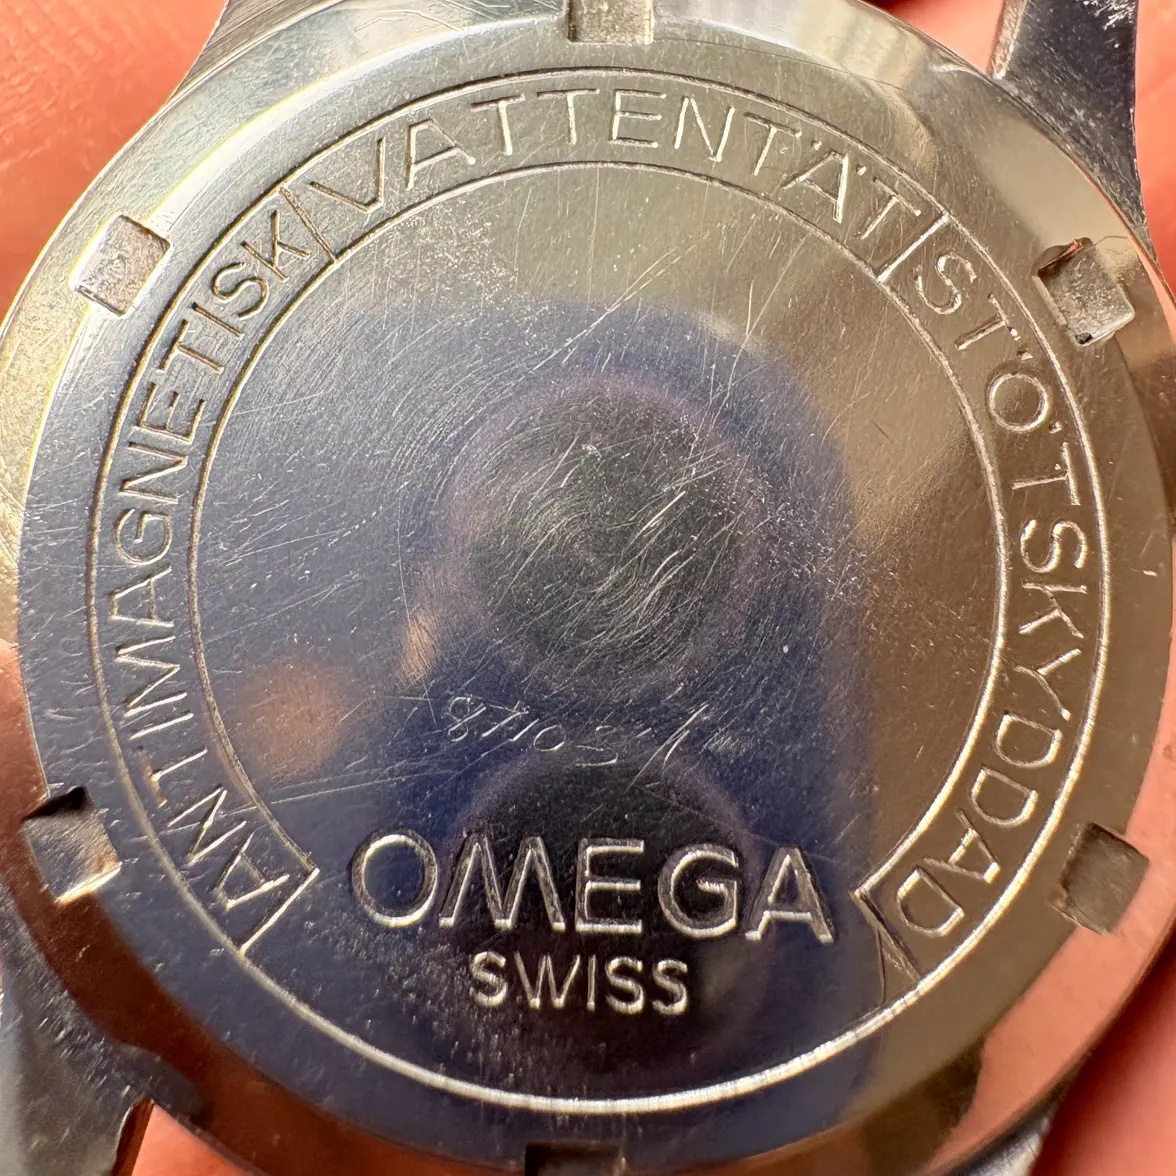 ANTIMAGNETISK
VATTENTÄT
STÖTSKYDDAD
OMEGA
SWISS